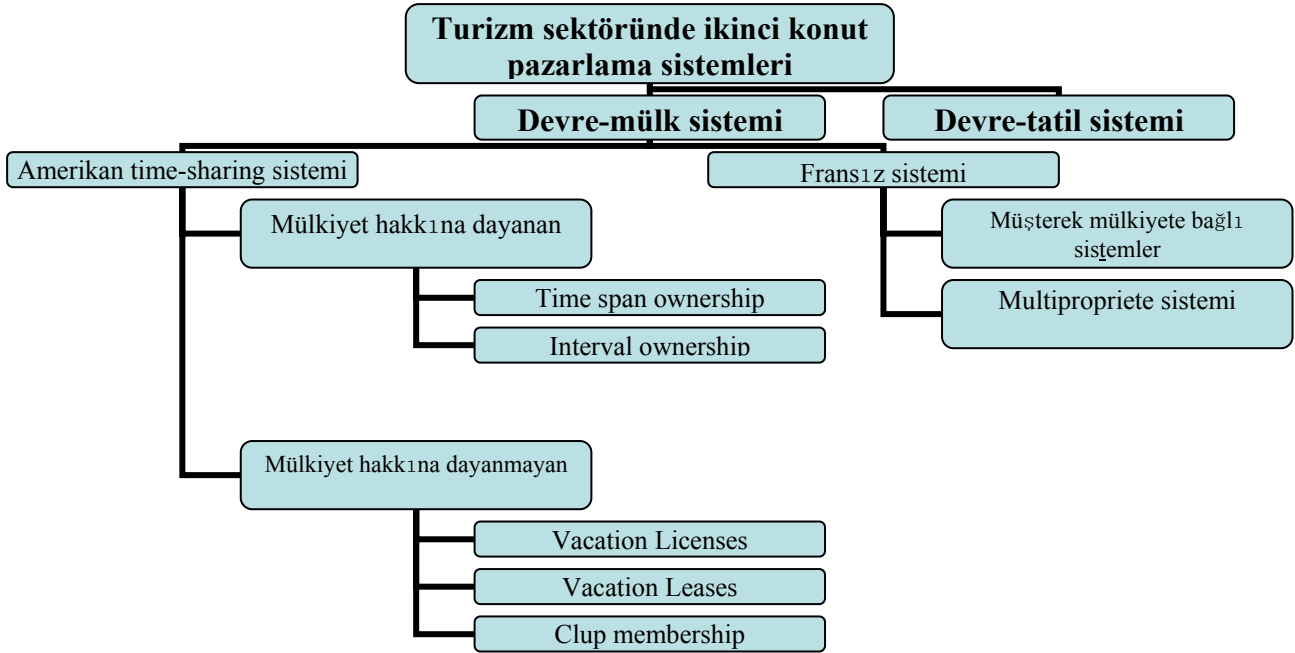 Turizm sektöründe ikinci konut
pazarlama sistemleri
Devre-mülk sistemi
Devre-tatil sistemi
Amerikan time-sharing sistemi
Fransız sistemi
Mülkiyet hakkına dayanan
Müşterek mülkiyete bağlı
sistemler
Time span ownership
Multipropriete sistemi
Interval ownership
Mülkiyet hakkına dayanmayan
Vacation Licenses
Vacation Leases
Clup membership